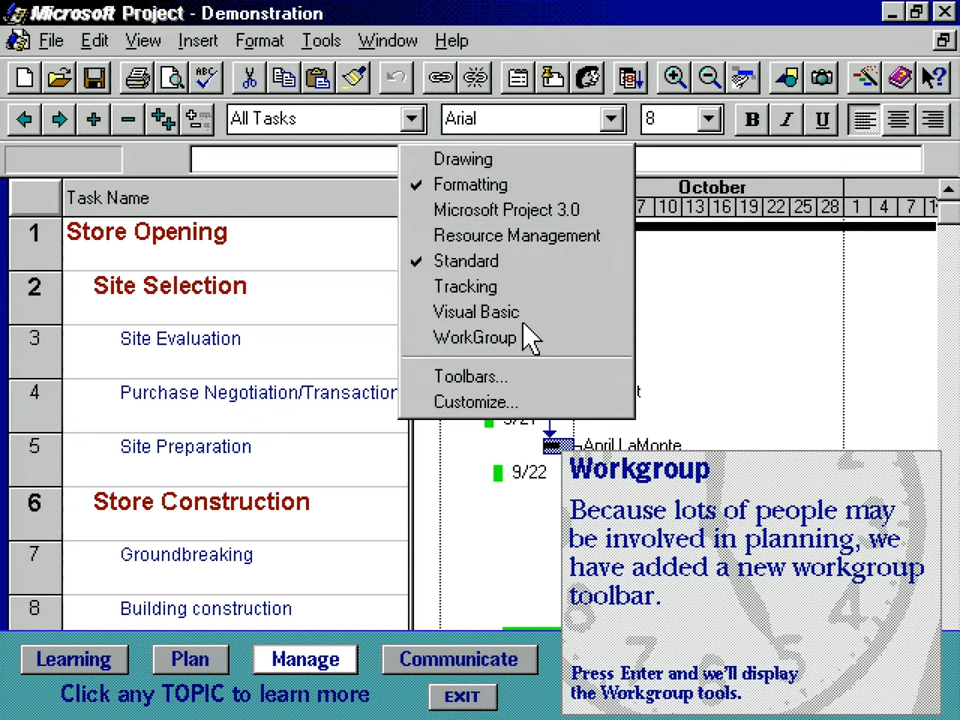 Microsoft Project - Demonstration
File Edit View Insert Format Tools Window Help
ABC
All Tasks Arial 8 B I U
Drawing
Formatting
Microsoft Project 3.0
Resource Management
Standard
Tracking
Visual Basic
WorkGroup
Toolbars...
Customize...
Task Name
October
7 10 13 16 19 22 25 28 1 4 7
1 Store Opening
2 Site Selection
3 Site Evaluation
4 Purchase Negotiation/Transaction
5 Site Preparation
6 Store Construction
7 Groundbreaking
8 Building construction
9/21
April LaMonte
9/22
Workgroup
Because lots of people may
be involved in planning, we
have added a new workgroup
toolbar.
Press Enter and we'll display
the Workgroup tools.
Learning Plan Manage Communicate
Click any TOPIC to learn more EXIT